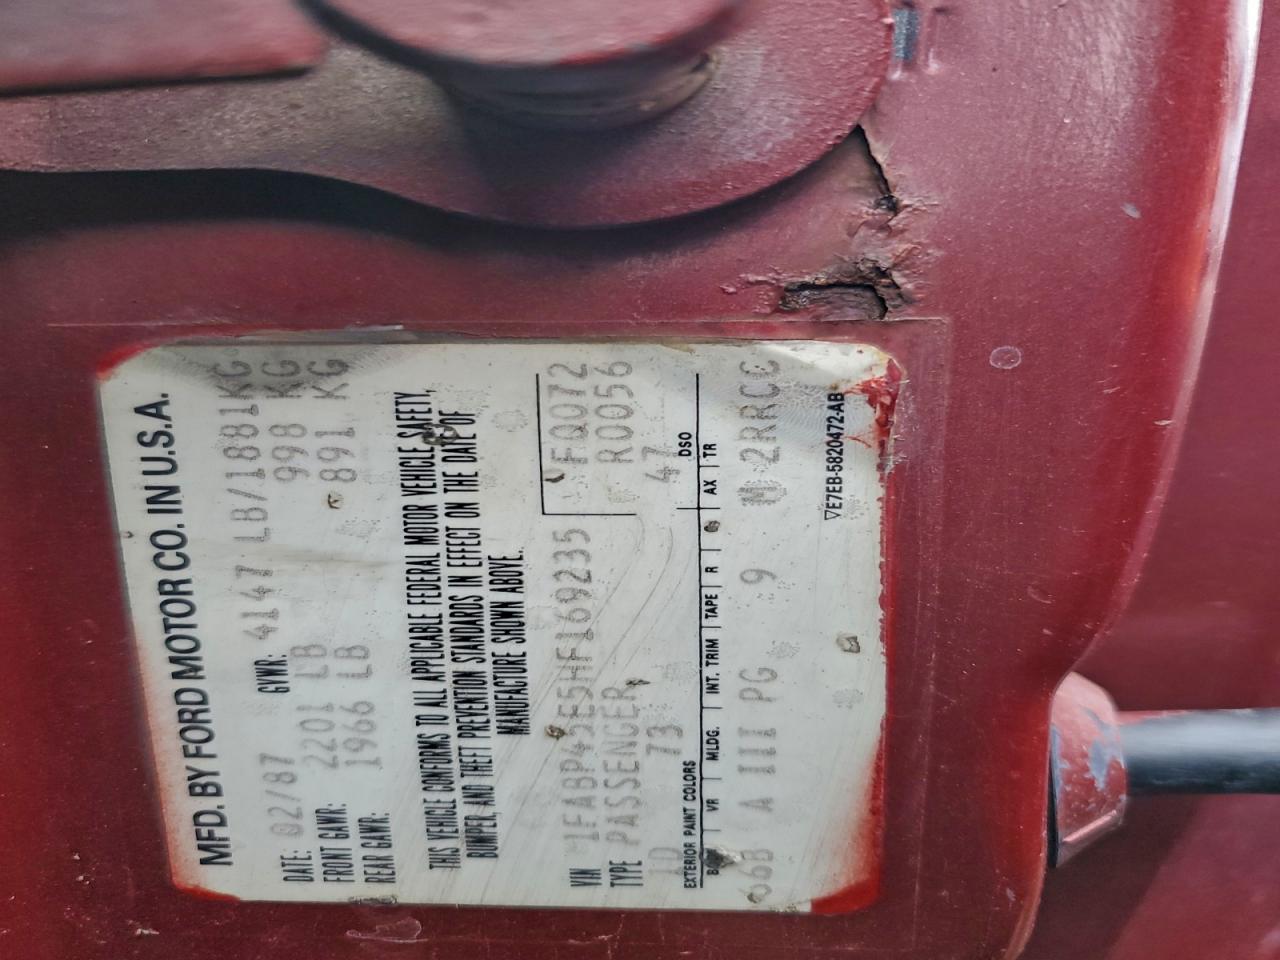 MFD. BY FORD MOTOR CO. IN U.S.A.
DATE: 02/87 GVWR: 4147 LB/1881KG
FRONT GAWR: 2201 LB 998 KG
REAR GAWR: 1966 LB 891 KG
THIS VEHICLE CONFORMS TO ALL APPLICABLE FEDERAL MOTOR VEHICLE SAFETY,
BUMPER, AND THEFT PREVENTION STANDARDS IN EFFECT ON THE DATE OF
MANUFACTURE SHOWN ABOVE.
VIN 1FABP45E5HF169235 FQ072
TYPE PASSENGER R0056
1D 73 47
EXTERIOR PAINT COLORS DSO
VR MLDG. INT. TRIM TAPE R AX TR
66B A III PG 9 M 2RRCC
E7EB-5820472-AB